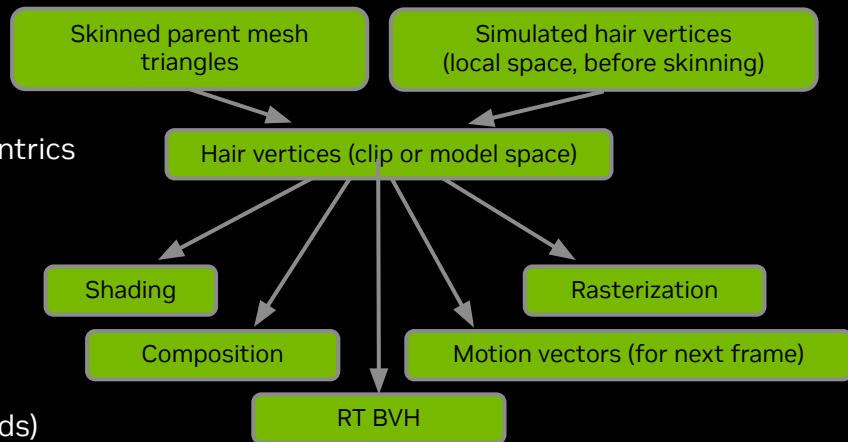 Skinned parent mesh
triangles
Simulated hair vertices
(local space, before skinning)
Hair vertices (clip or model space)
Shading
Rasterization
Composition
Motion vectors (for next frame)
RT BVH